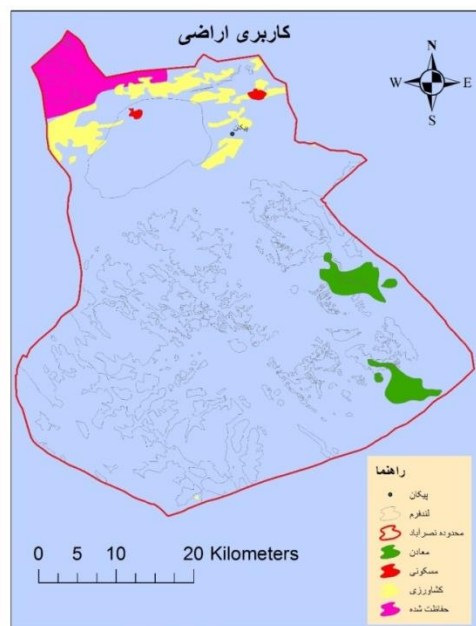 کاربری اراضی
N
W E
S
پیکان
راهنما
پیکان
لندفرم
محدوده نصرآباد
معادن
مسکونی
کشاورزی
حفاظت شده
0 5 10 20 Kilometers